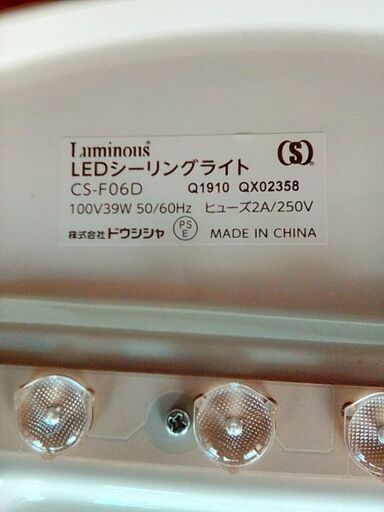 Luminous®
LEDシーリングライト
CS-F06D Q1910 QX02358
100V39W 50/60Hz ヒューズ2A/250V
株式会社ドウシシャ PS E MADE IN CHINA
(S)